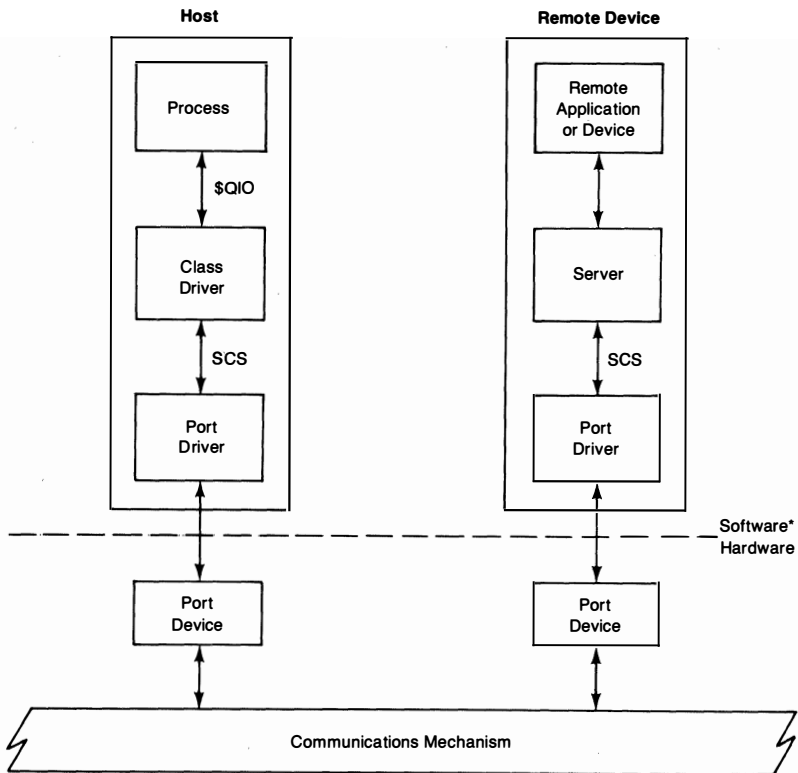 Host
Process
$QIO
Class
Driver
SCS
Port
Driver
Port
Device
Remote Device
Remote
Application
or Device
Server
SCS
Port
Driver
Software*
Hardware
Port
Device
Communications Mechanism